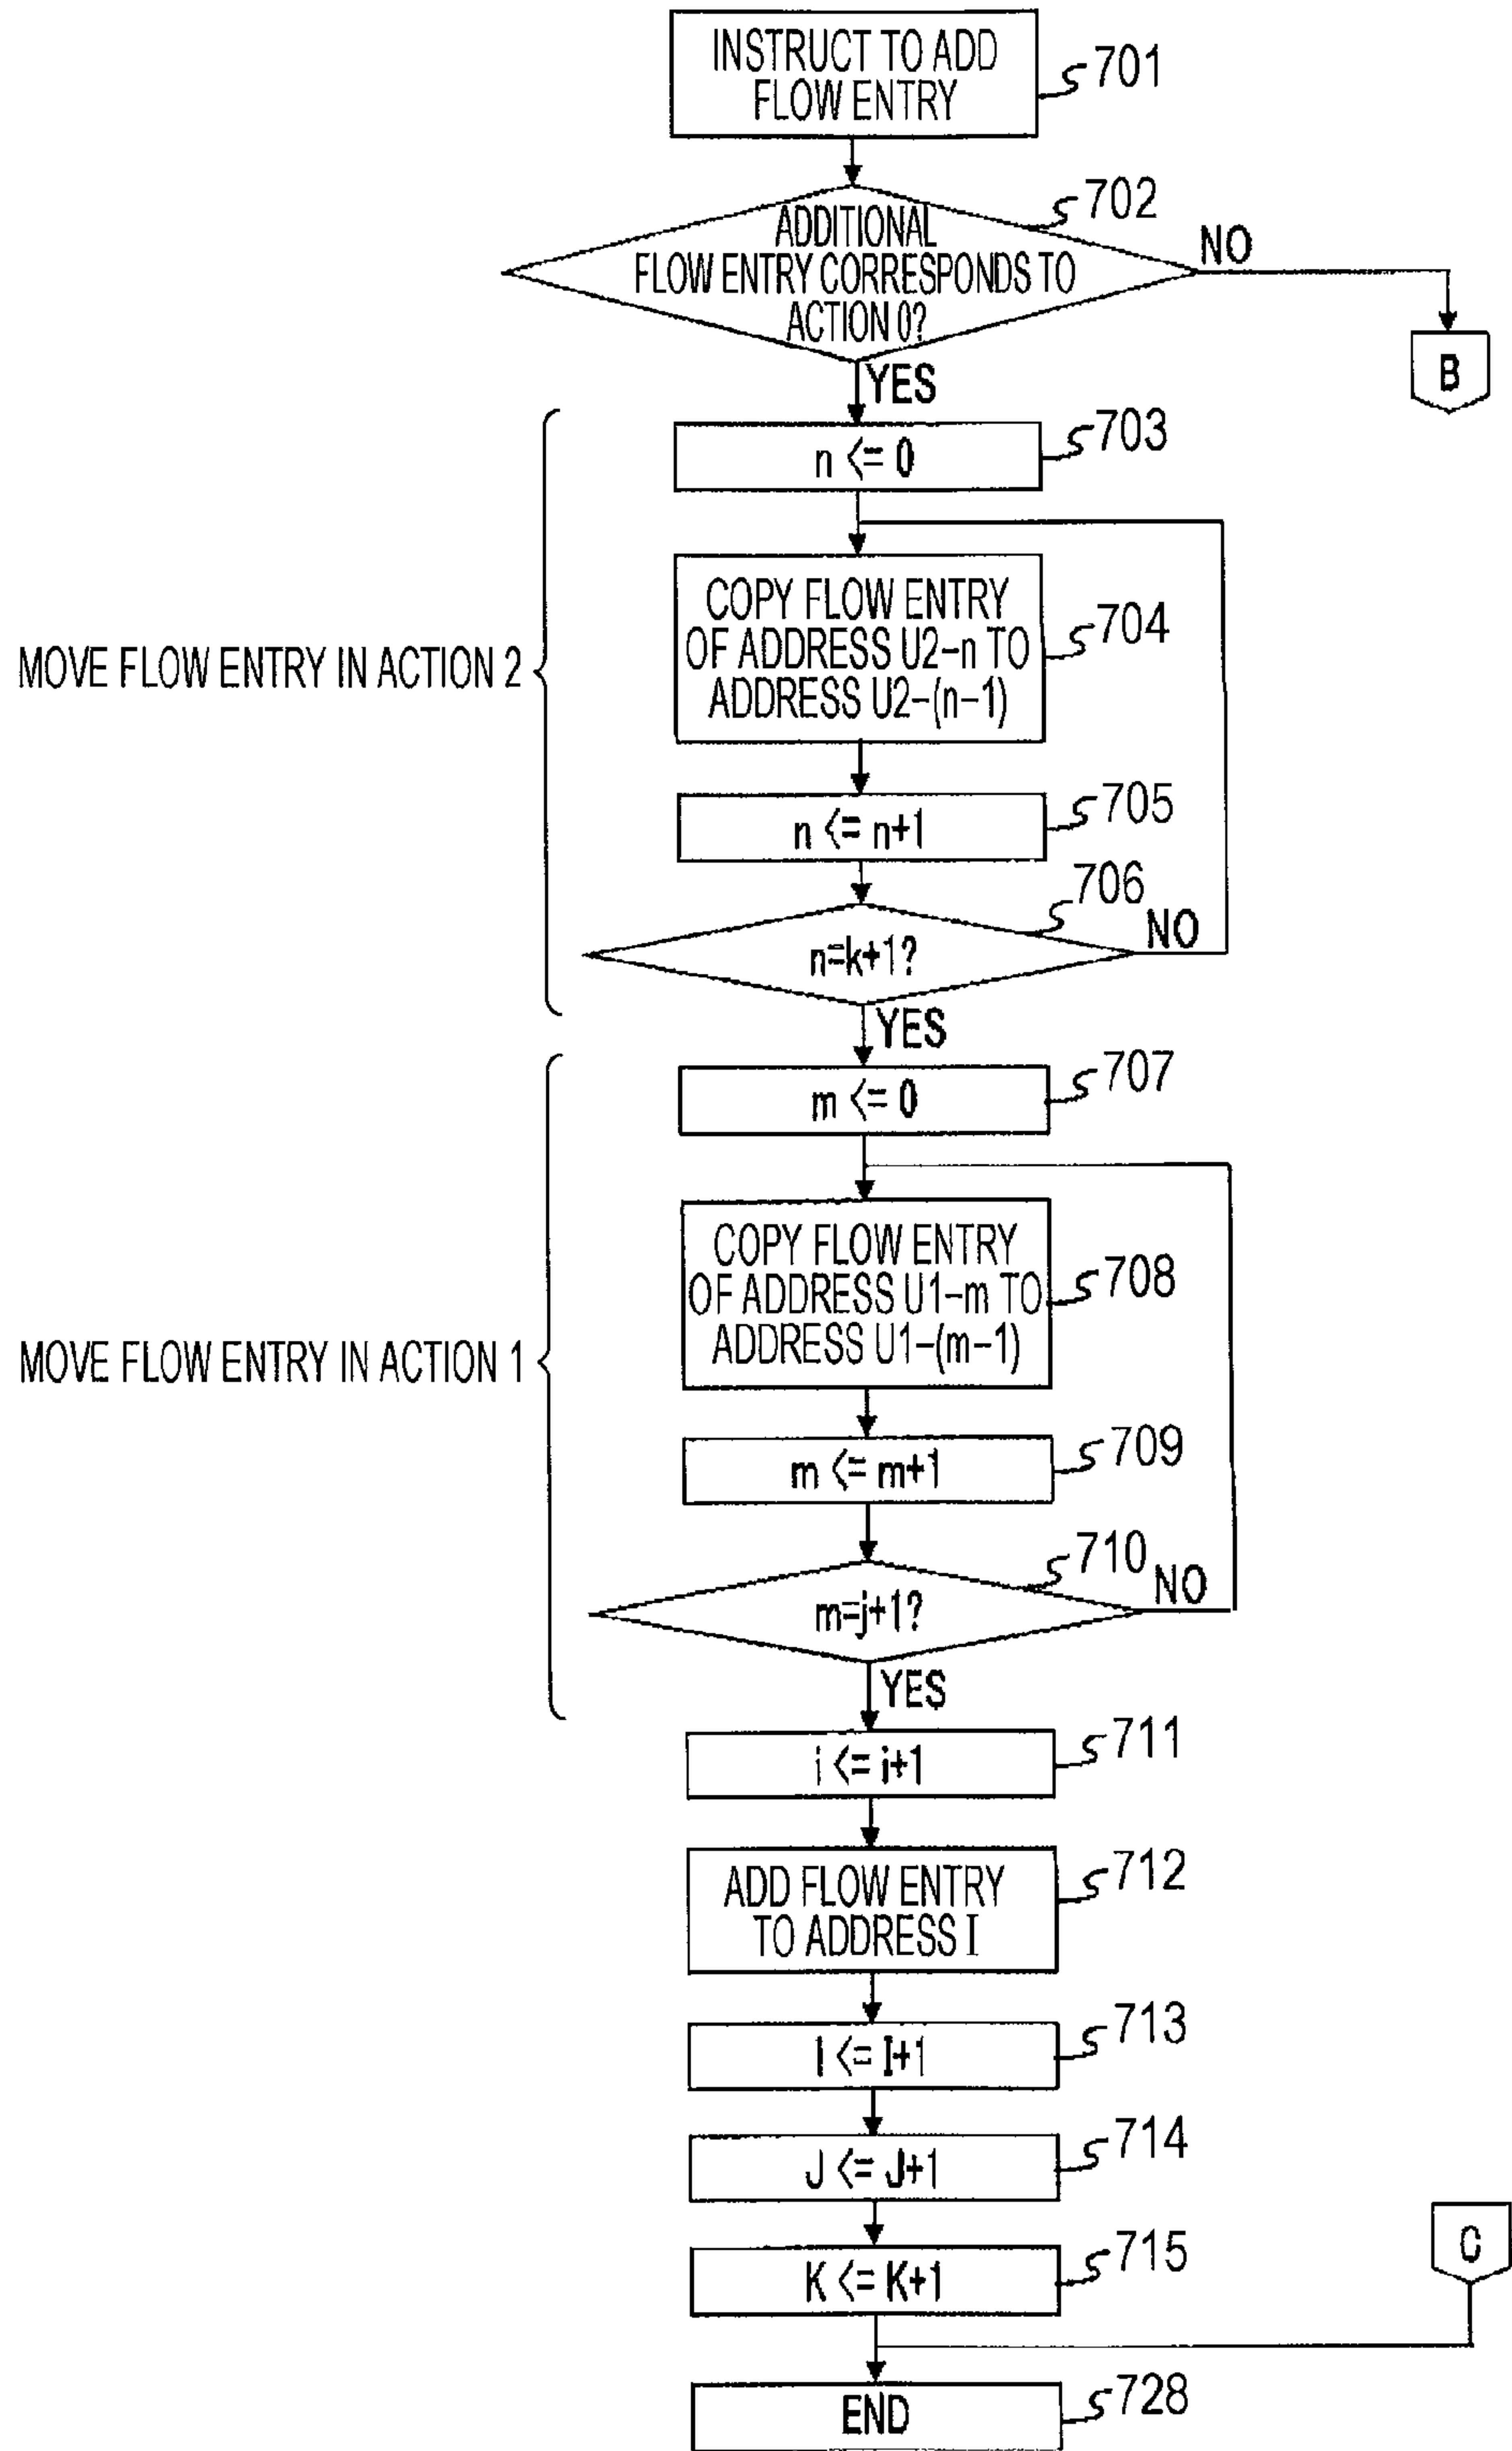 INSTRUCT TO ADD
FLOW ENTRY
701
702
ADDITIONAL
FLOW ENTRY CORRESPONDS TO
ACTION 0?
NO
B
YES
703
n <= 0
COPY FLOW ENTRY
OF ADDRESS U2-n TO
ADDRESS U2-(n-1)
704
MOVE FLOW ENTRY IN ACTION 2
n <= n+1
705
706
n=k+1?
NO
YES
m <= 0
707
COPY FLOW ENTRY
OF ADDRESS U1-m TO
ADDRESS U1-(m-1)
708
MOVE FLOW ENTRY IN ACTION 1
m <= m+1
709
710
m=j+1?
NO
YES
i <= i+1
711
ADD FLOW ENTRY
TO ADDRESS I
712
I <= I+1
713
J <= J+1
714
K <= K+1
715
C
END
728